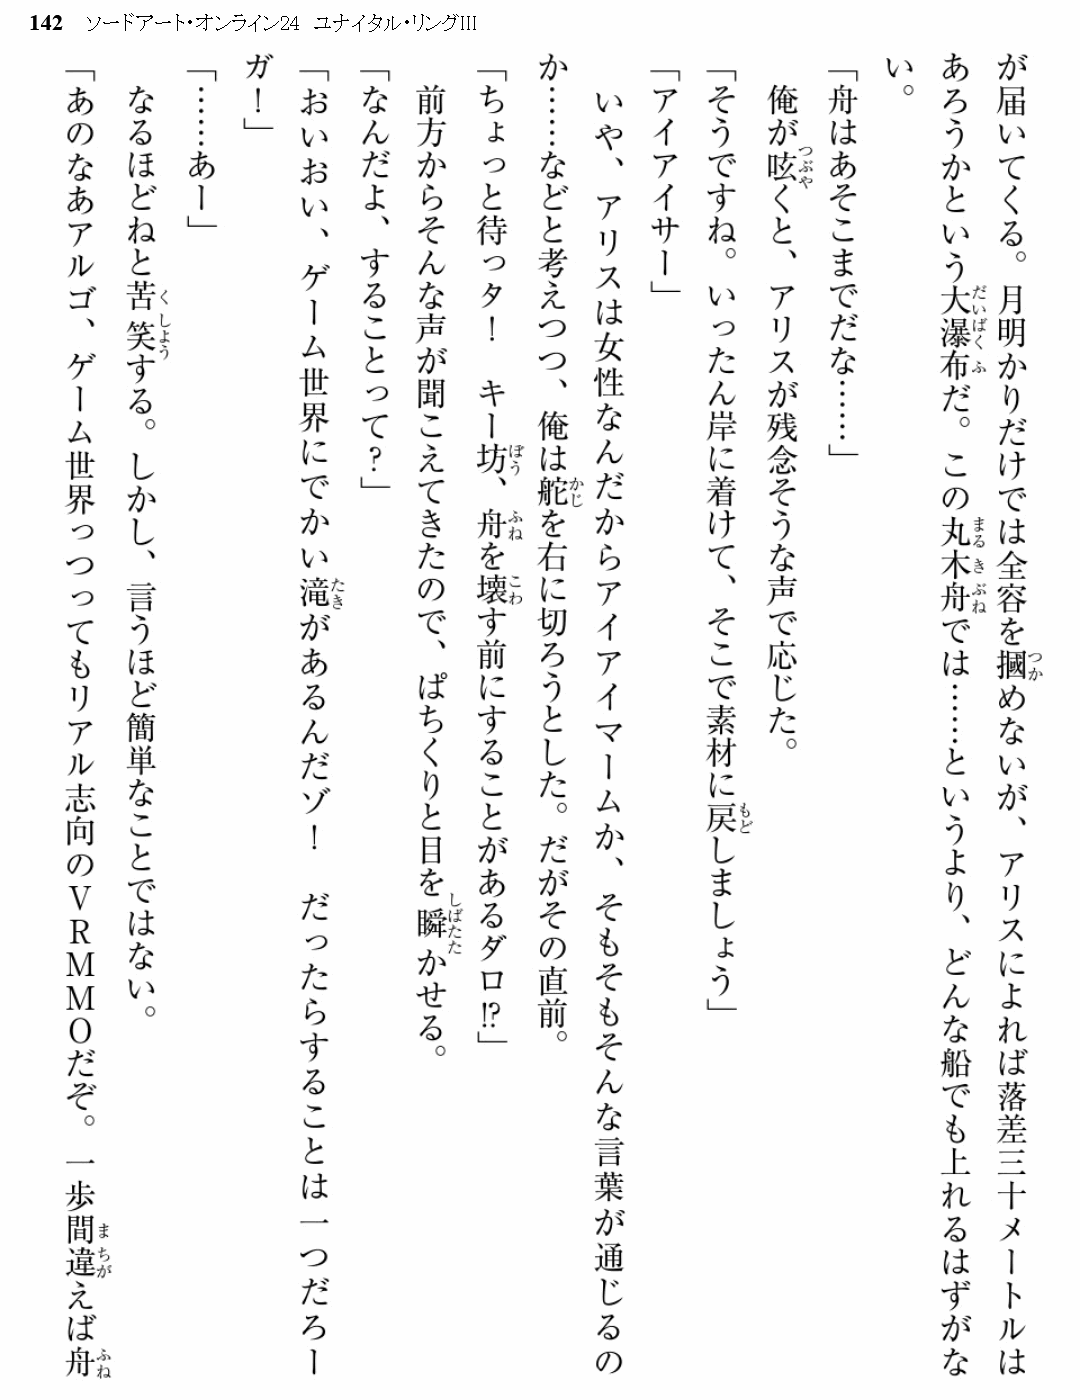 142 ソードアート・オンライン24 ユナイタル・リングIII
が届いてくる。月明かりだけでは全容を摑めないが、アリスによれば落差三十メートルは
あろうかという大瀑布だ。この丸木舟では……というより、どんな船でも上れるはずがな
い。
「舟はあそこまでだな……」
　俺が呟くと、アリスが残念そうな声で応じた。
「そうですね。いったん岸に着けて、そこで素材に戻しましょう」
「アイアイサー」
　いや、アリスは女性なんだからアイアイマームか、そもそもそんな言葉が通じるの
か……などと考えつつ、俺は舵を右に切ろうとした。だがその直前。
「ちょっと待っタ！　キー坊、舟を壊す前にすることがあるダロ!?」
　前方からそんな声が聞こえてきたので、ぱちくりと目を瞬かせる。
「なんだよ、することって？」
「おいおい、ゲーム世界にでかい滝があるんだゾ！　だったらすることは一つだろー
ガ！」
「……あー」
　なるほどねと苦笑する。しかし、言うほど簡単なことではない。
「あのなあアルゴ、ゲーム世界っつってもリアル志向のVRMMOだぞ。一歩間違えば舟